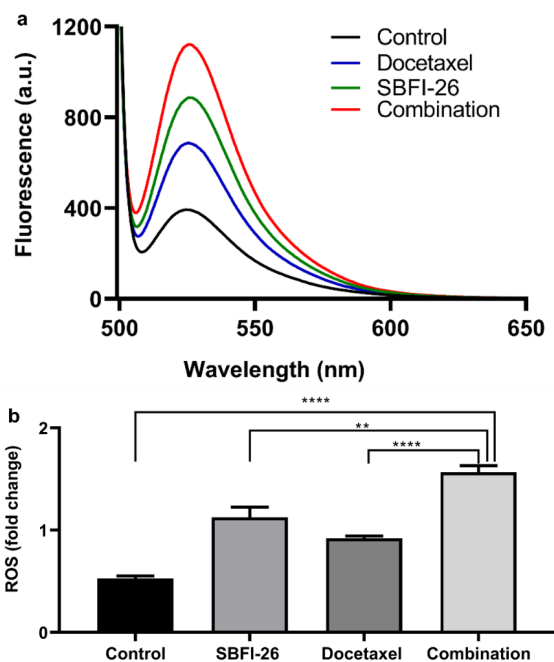 a
Fluorescence (a.u.)
1200
800
400
0
500
550
600
650
Wavelength (nm)
Control
Docetaxel
SBFI-26
Combination
b
ROS (fold change)
2
1
0
****
**
****
Control
SBFI-26
Docetaxel
Combination